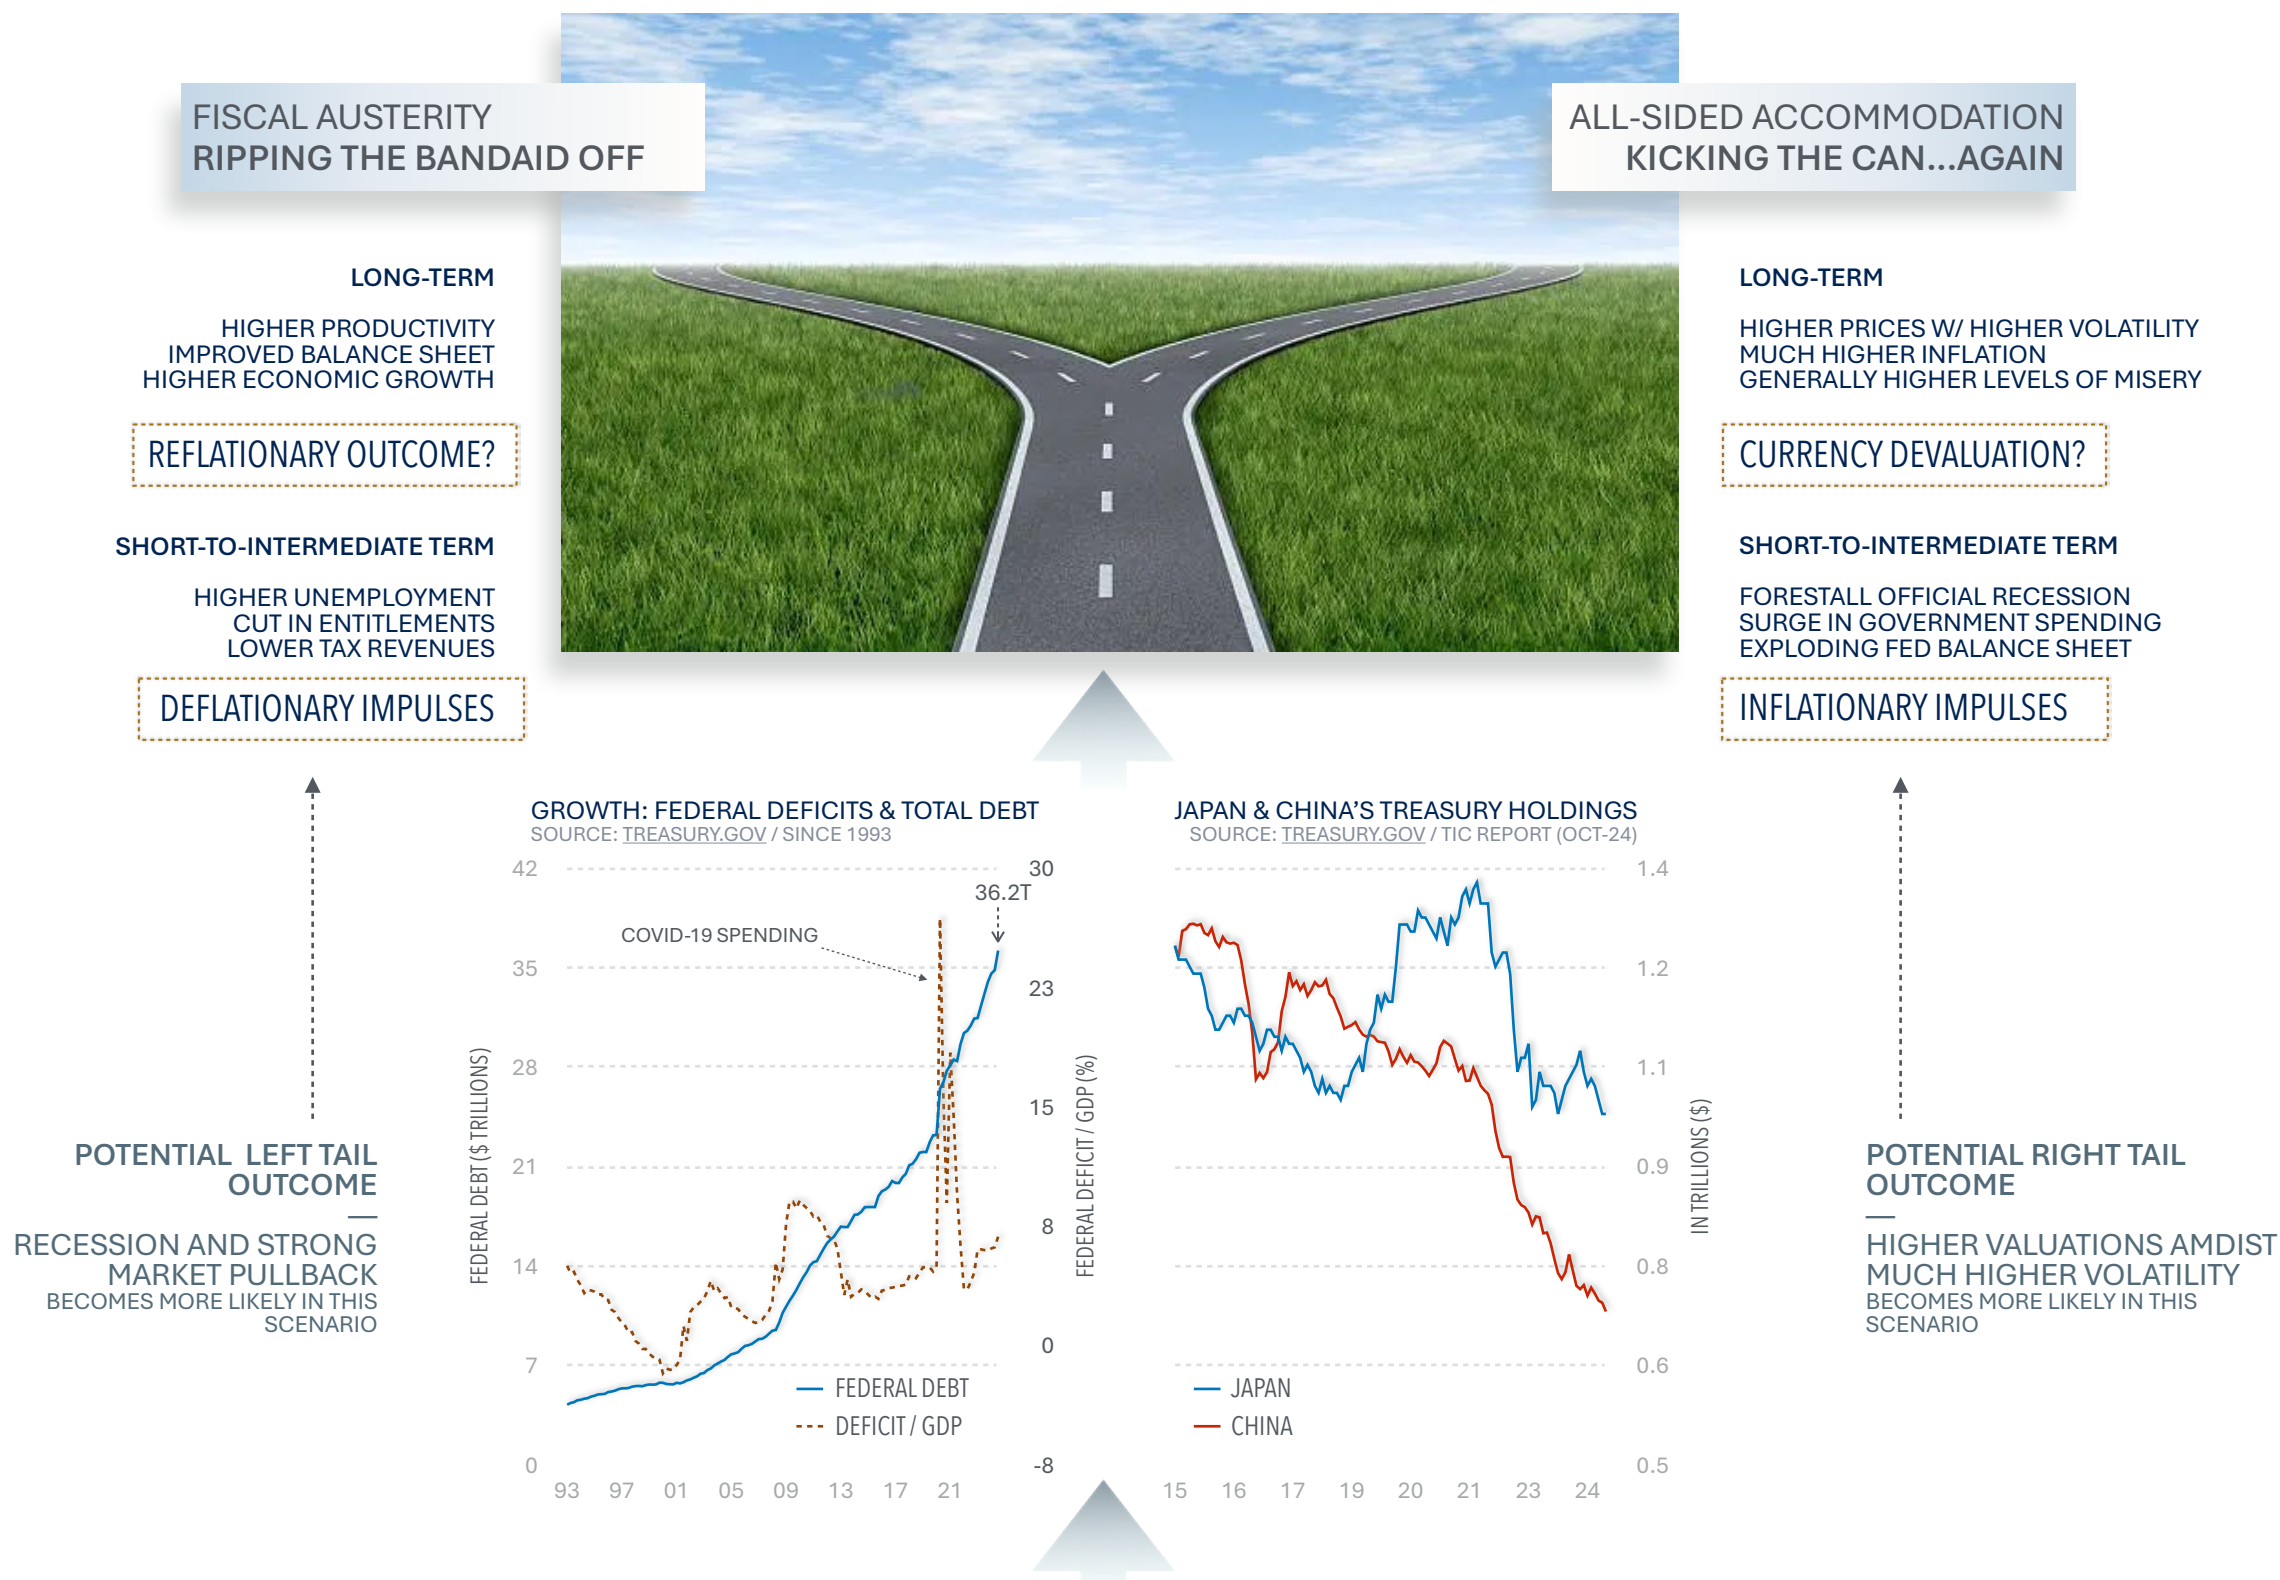 FISCAL AUSTERITY
RIPPING THE BANDAID OFF
ALL-SIDED ACCOMMODATION
KICKING THE CAN...AGAIN
LONG-TERM
HIGHER PRODUCTIVITY
IMPROVED BALANCE SHEET
HIGHER ECONOMIC GROWTH
REFLATIONARY OUTCOME?
SHORT-TO-INTERMEDIATE TERM
HIGHER UNEMPLOYMENT
CUT IN ENTITLEMENTS
LOWER TAX REVENUES
DEFLATIONARY IMPULSES
LONG-TERM
HIGHER PRICES W/ HIGHER VOLATILITY
MUCH HIGHER INFLATION
GENERALLY HIGHER LEVELS OF MISERY
CURRENCY DEVALUATION?
SHORT-TO-INTERMEDIATE TERM
FORESTALL OFFICIAL RECESSION
SURGE IN GOVERNMENT SPENDING
EXPLODING FED BALANCE SHEET
INFLATIONARY IMPULSES
POTENTIAL LEFT TAIL
OUTCOME
RECESSION AND STRONG
MARKET PULLBACK
BECOMES MORE LIKELY IN THIS
SCENARIO
GROWTH: FEDERAL DEFICITS & TOTAL DEBT
SOURCE: TREASURY.GOV / SINCE 1993
42
35
28
21
14
7
0
FEDERAL DEBT ($ TRILLIONS)
COVID-19 SPENDING
36.2T
30
23
15
8
0
-8
FEDERAL DEFICIT / GDP (%)
FEDERAL DEBT
DEFICIT / GDP
93 97 01 05 09 13 17 21
JAPAN & CHINA'S TREASURY HOLDINGS
SOURCE: TREASURY.GOV / TIC REPORT (OCT-24)
1.4
1.2
1.1
0.9
0.8
0.6
0.5
IN TRILLIONS ($)
JAPAN
CHINA
15 16 17 19 20 21 23 24
POTENTIAL RIGHT TAIL
OUTCOME
HIGHER VALUATIONS AMDIST
MUCH HIGHER VOLATILITY
BECOMES MORE LIKELY IN THIS
SCENARIO